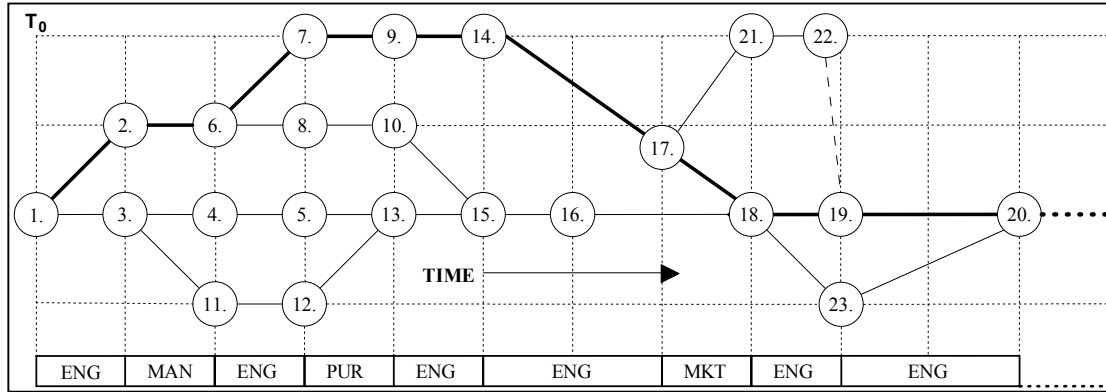 T0
7. 9. 14. 21. 22.
2. 6. 8. 10.
17.
1. 3. 4. 5. 13. 15. 16. 18. 19. 20.
TIME
11. 12. 23.
ENG MAN ENG PUR ENG ENG MKT ENG ENG